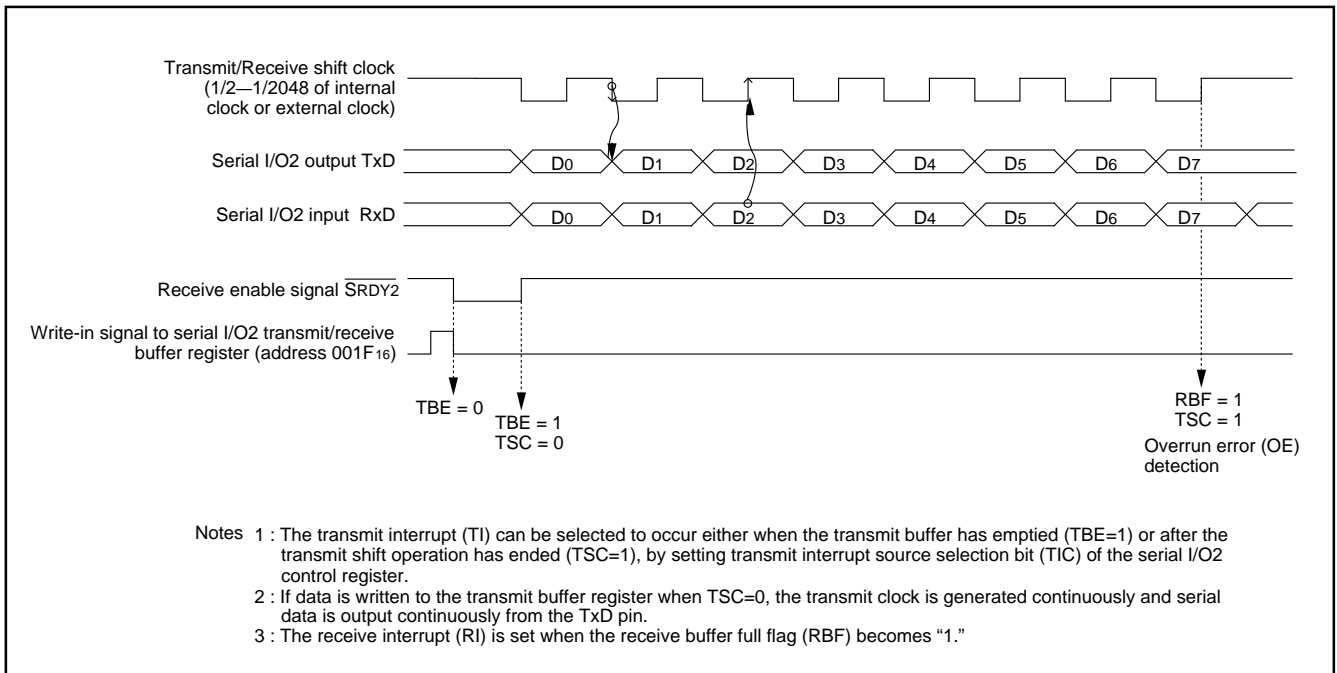 Transmit/Receive shift clock
(1/2—1/2048 of internal
clock or external clock)
Serial I/O2 output TxD
D0 D1 D2 D3 D4 D5 D6 D7
Serial I/O2 input RxD
D0 D1 D2 D3 D4 D5 D6 D7
Receive enable signal SRDY2
Write-in signal to serial I/O2 transmit/receive
buffer register (address 001F16)
TBE = 0
TBE = 1
TSC = 0
RBF = 1
TSC = 1
Overrun error (OE)
detection
Notes 1 : The transmit interrupt (TI) can be selected to occur either when the transmit buffer has emptied (TBE=1) or after the
transmit shift operation has ended (TSC=1), by setting transmit interrupt source selection bit (TIC) of the serial I/O2
control register.
2 : If data is written to the transmit buffer register when TSC=0, the transmit clock is generated continuously and serial
data is output continuously from the TxD pin.
3 : The receive interrupt (RI) is set when the receive buffer full flag (RBF) becomes “1.”